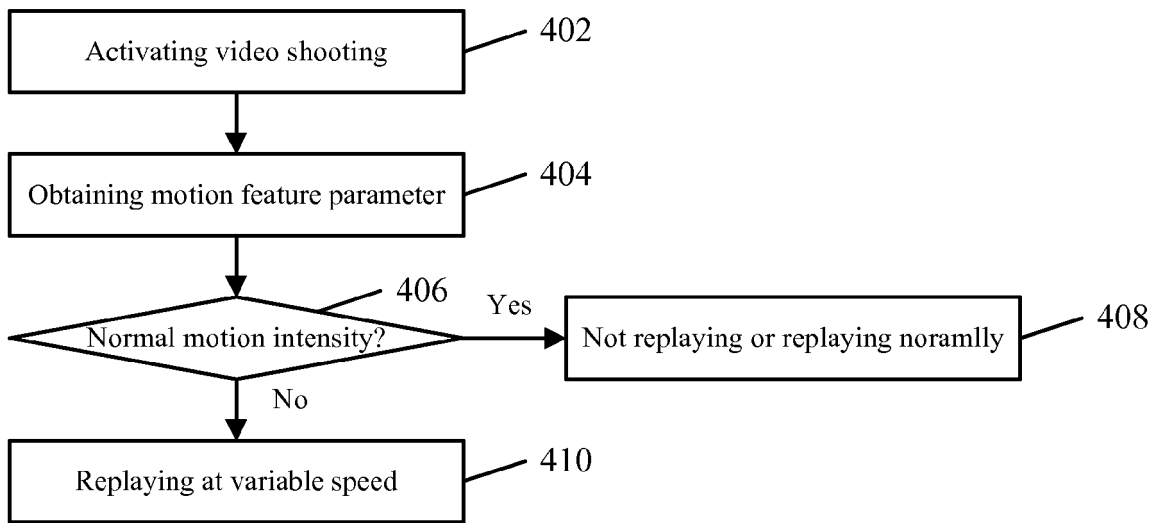 Activating video shooting
402
Obtaining motion feature parameter
404
406
Normal motion intensity?
Yes
Not replaying or replaying noramlly
408
No
Replaying at variable speed
410